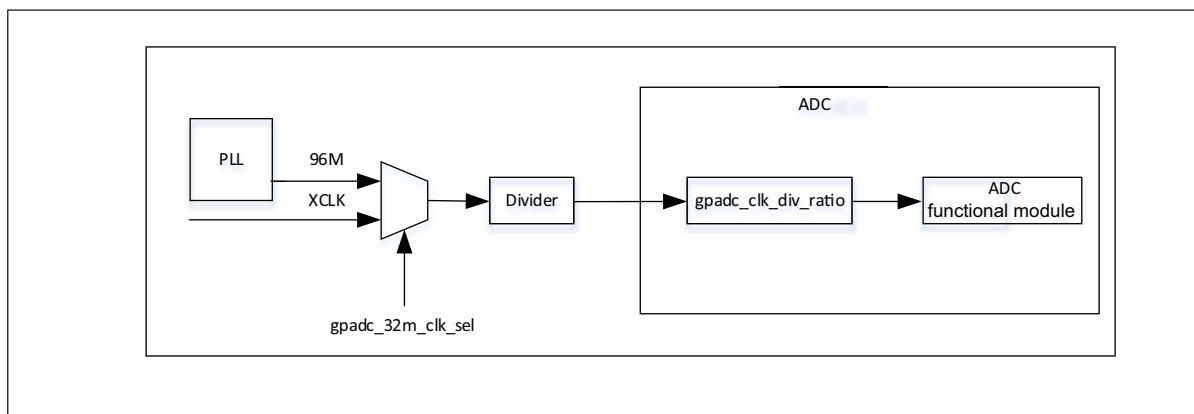 ADC
PLL
96M
XCLK
Divider
gpadc_clk_div_ratio
ADC
functional module
gpadc_32m_clk_sel